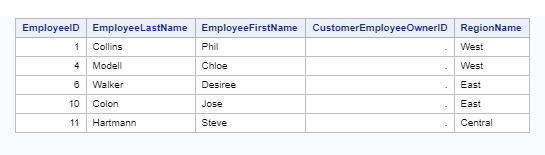 EmployeeID EmployeeLastName EmployeeFirstName CustomerEmployeeOwnerID RegionName
1 Collins Phil . West
4 Modell Chloe . West
6 Walker Desiree . East
10 Colon Jose . East
11 Hartmann Steve . Central